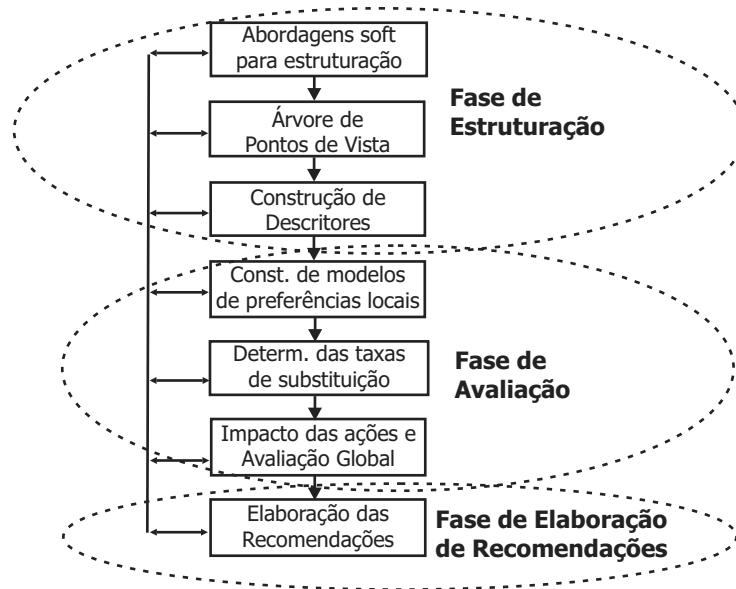 Abordagens soft
para estruturação
Fase de
Estruturação
Árvore de
Pontos de Vista
Construção de
Descritores
Const. de modelos
de preferências locais
Determ. das taxas
de substituição
Fase de
Avaliação
Impacto das ações e
Avaliação Global
Elaboração das
Recomendações
Fase de Elaboração
de Recomendações